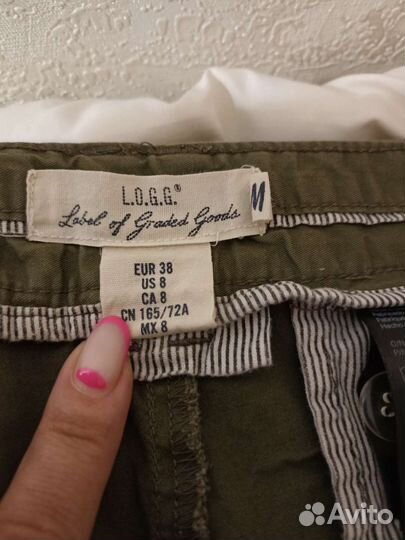 L.O.G.G.®
Label of Graded Goods
M
EUR 38
US 8
CA 8
CN 165/72A
MX 8
Avito